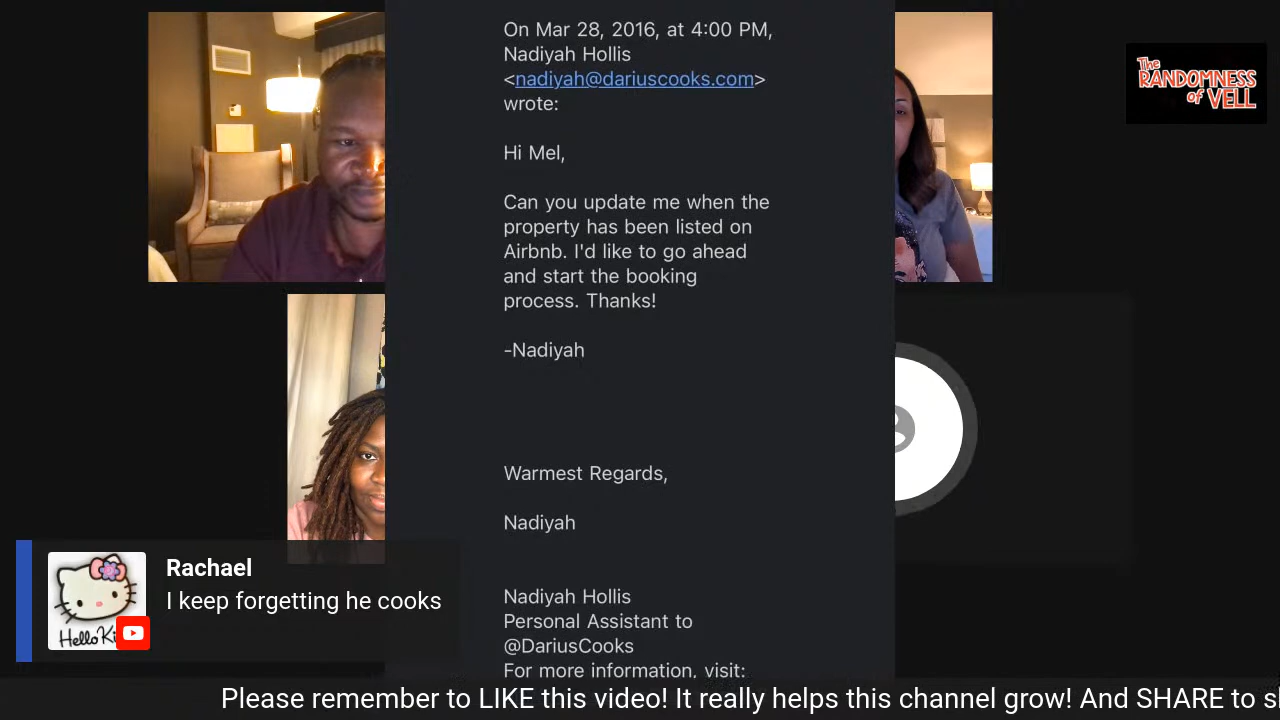 On Mar 28, 2016, at 4:00 PM,
Nadiyah Hollis
<nadiyah@dariuscooks.com>
wrote:
Hi Mel,
Can you update me when the
property has been listed on
Airbnb. I'd like to go ahead
and start the booking
process. Thanks!
-Nadiyah
Warmest Regards,
Nadiyah
Nadiyah Hollis
Personal Assistant to
@DariusCooks
For more information, visit:
The
RANDOMNESS
of VELL
Rachael
I keep forgetting he cooks
HelloKi
Please remember to LIKE this video! It really helps this channel grow! And SHARE to s